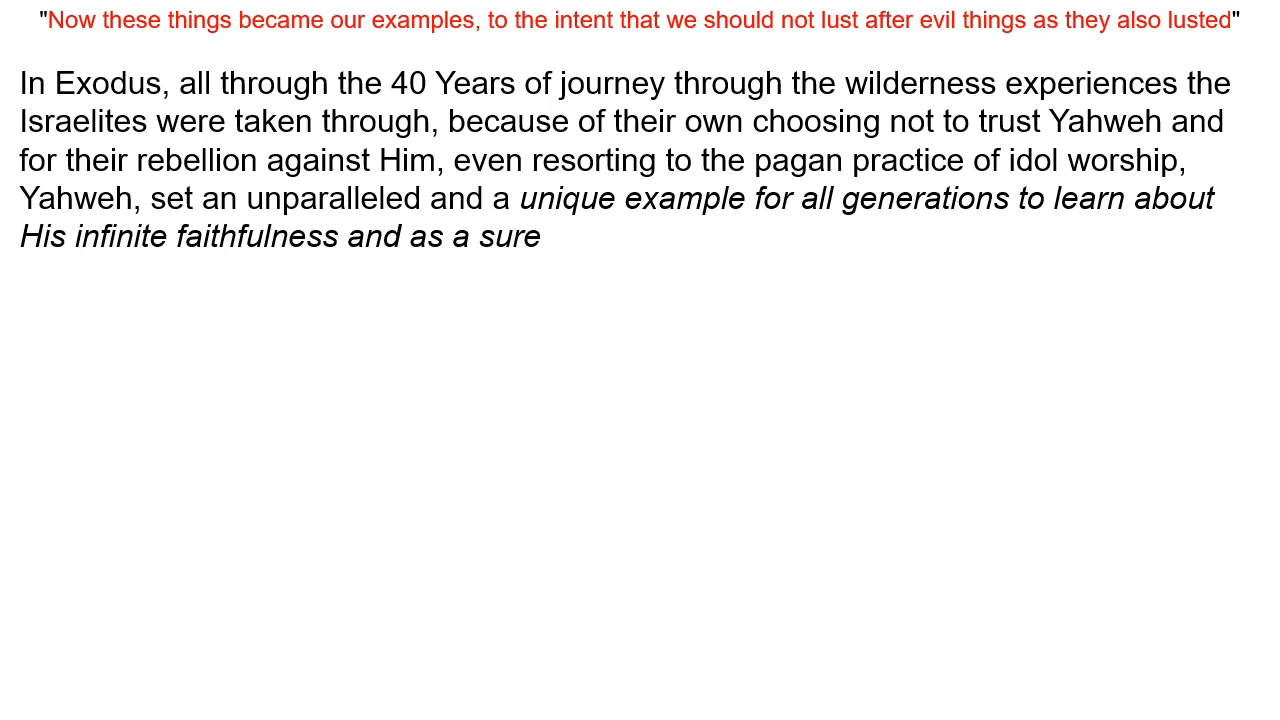 "Now these things became our examples, to the intent that we should not lust after evil things as they also lusted"
In Exodus, all through the 40 Years of journey through the wilderness experiences the
Israelites were taken through, because of their own choosing not to trust Yahweh and
for their rebellion against Him, even resorting to the pagan practice of idol worship,
Yahweh, set an unparalleled and a unique example for all generations to learn about
His infinite faithfulness and as a sure